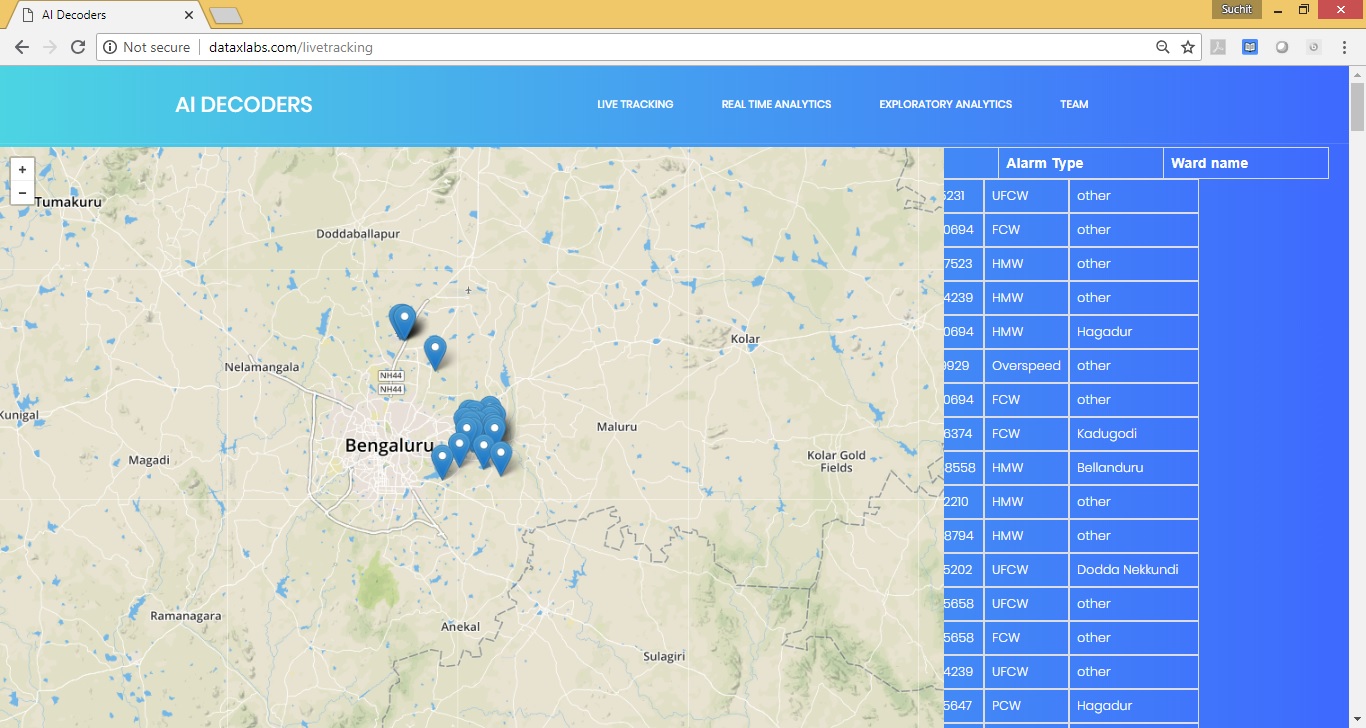 AI Decoders
Suchit
Not secure
dataxlabs.com/livetracking
AI DECODERS
LIVE TRACKING
REAL TIME ANALYTICS
EXPLORATORY ANALYTICS
TEAM
+
−
Tumakuru
Doddaballapur
Kolar
Nelamangala
NH44
NH44
Kunigal
Bengaluru
Maluru
Magadi
Kolar Gold
Fields
Ramanagara
Anekal
Sulagiri
Alarm Type Ward name
5231 UFCW other
0694 FCW other
7523 HMW other
4239 HMW other
0694 HMW Hagadur
9929 Overspeed other
0694 FCW other
6374 FCW Kadugodi
8558 HMW Bellanduru
2210 HMW other
8794 HMW other
5202 UFCW Dodda Nekkundi
5658 UFCW other
5658 FCW other
4239 UFCW other
5647 PCW Hagadur